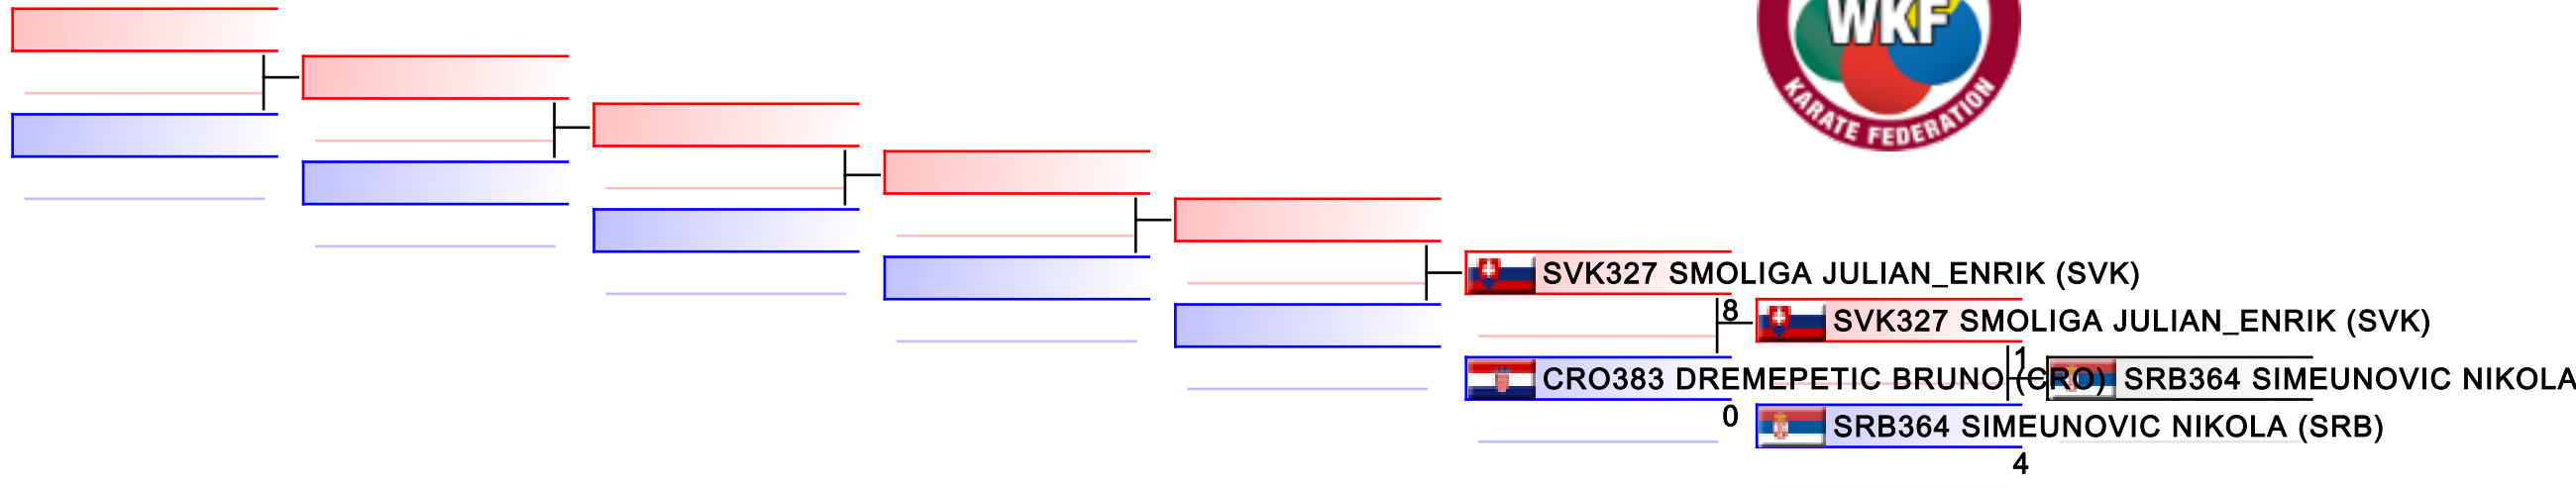 WKF
KARATE FEDERATION
SVK327 SMOLIGA JULIAN_ENRIK (SVK)
8
SVK327 SMOLIGA JULIAN_ENRIK (SVK)
1
CRO383 DREMEPETIC BRUNO (CRO)
SRB364 SIMEUNOVIC NIKOLA
0
SRB364 SIMEUNOVIC NIKOLA (SRB)
4